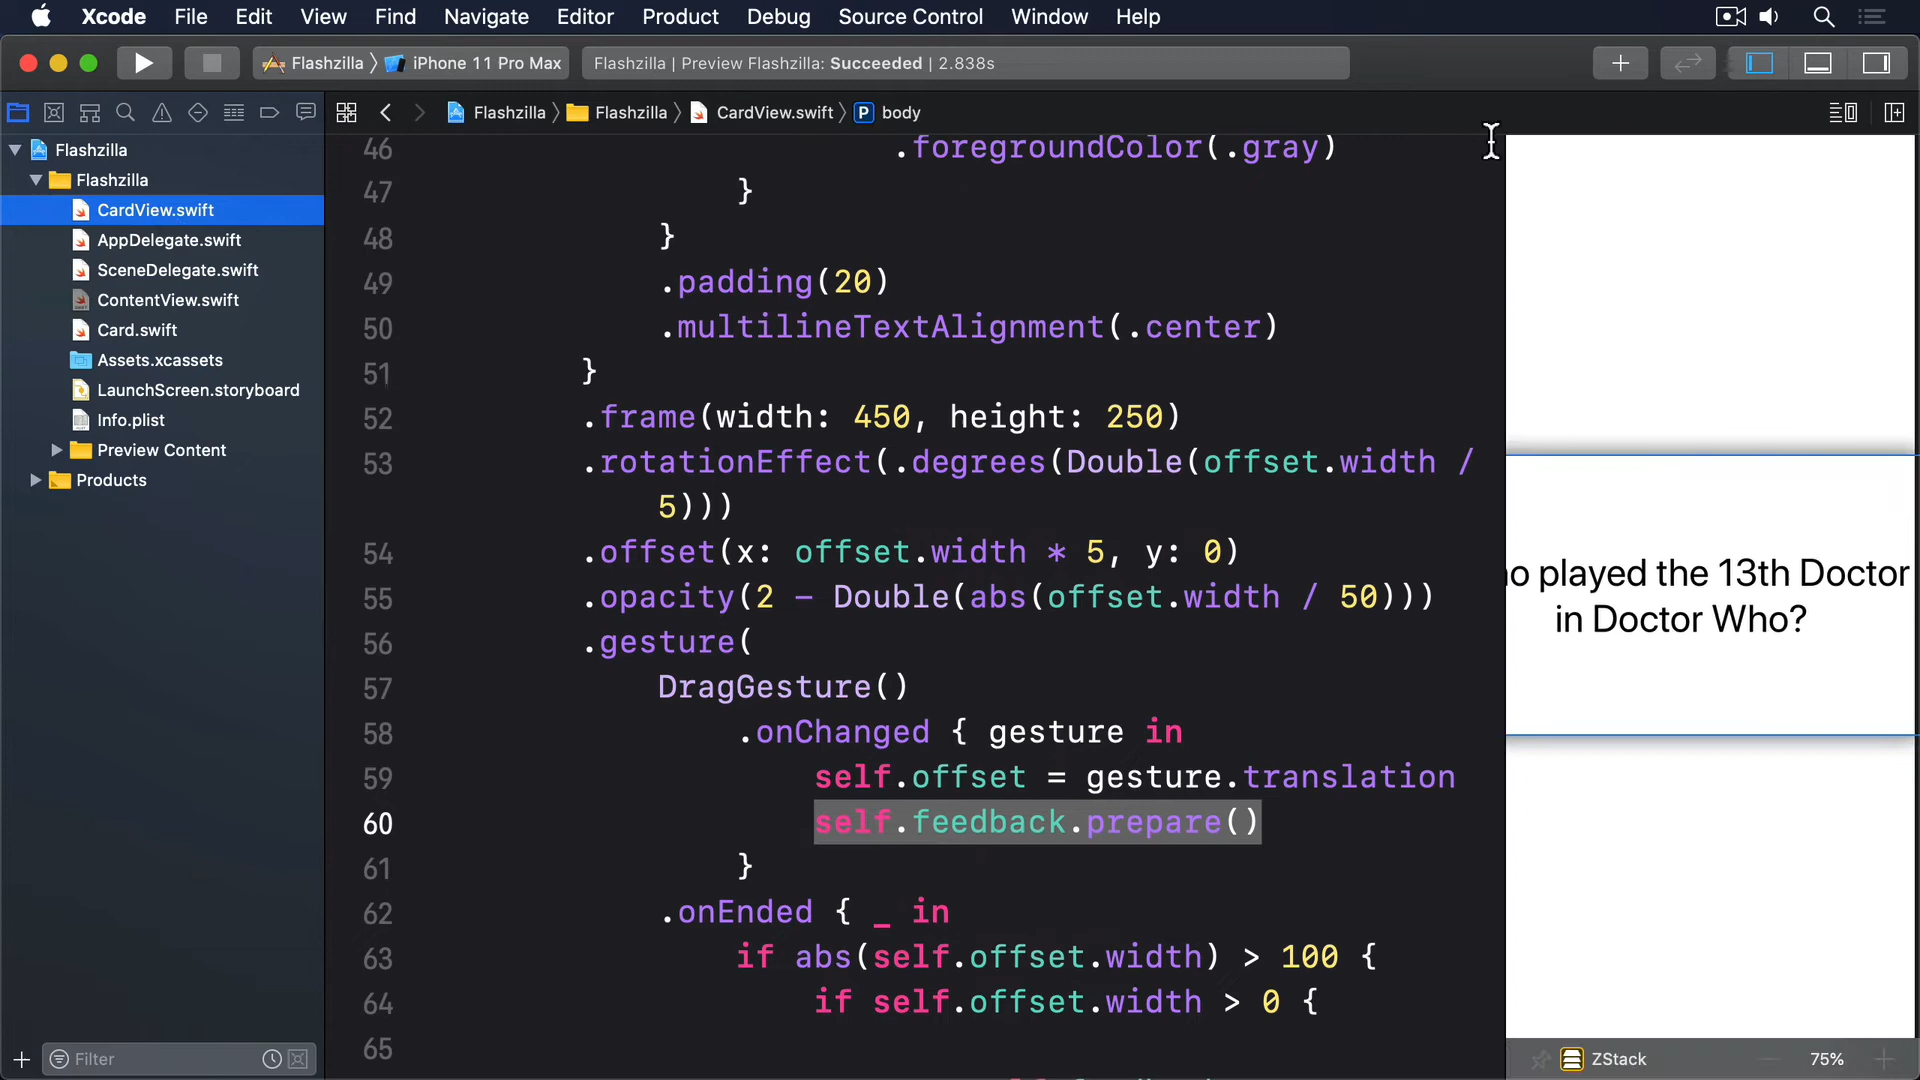 Xcode File Edit View Find Navigate Editor Product Debug Source Control Window Help
Flashzilla iPhone 11 Pro Max
Flashzilla | Preview Flashzilla: Succeeded | 2.838s
Flashzilla Flashzilla CardView.swift P body
Flashzilla
Flashzilla
CardView.swift
AppDelegate.swift
SceneDelegate.swift
ContentView.swift
Card.swift
Assets.xcassets
LaunchScreen.storyboard
Info.plist
Preview Content
Products
Filter
46 .foregroundColor(.gray)
47 }
48 }
49 .padding(20)
50 .multilineTextAlignment(.center)
51 }
52 .frame(width: 450, height: 250)
53 .rotationEffect(.degrees(Double(offset.width /
5)))
54 .offset(x: offset.width * 5, y: 0)
55 .opacity(2 - Double(abs(offset.width / 50)))
56 .gesture(
57 DragGesture()
58 .onChanged { gesture in
59 self.offset = gesture.translation
60 self.feedback.prepare()
61 }
62 .onEnded { _ in
63 if abs(self.offset.width) > 100 {
64 if self.offset.width > 0 {
65
o played the 13th Doctor
in Doctor Who?
ZStack 75%